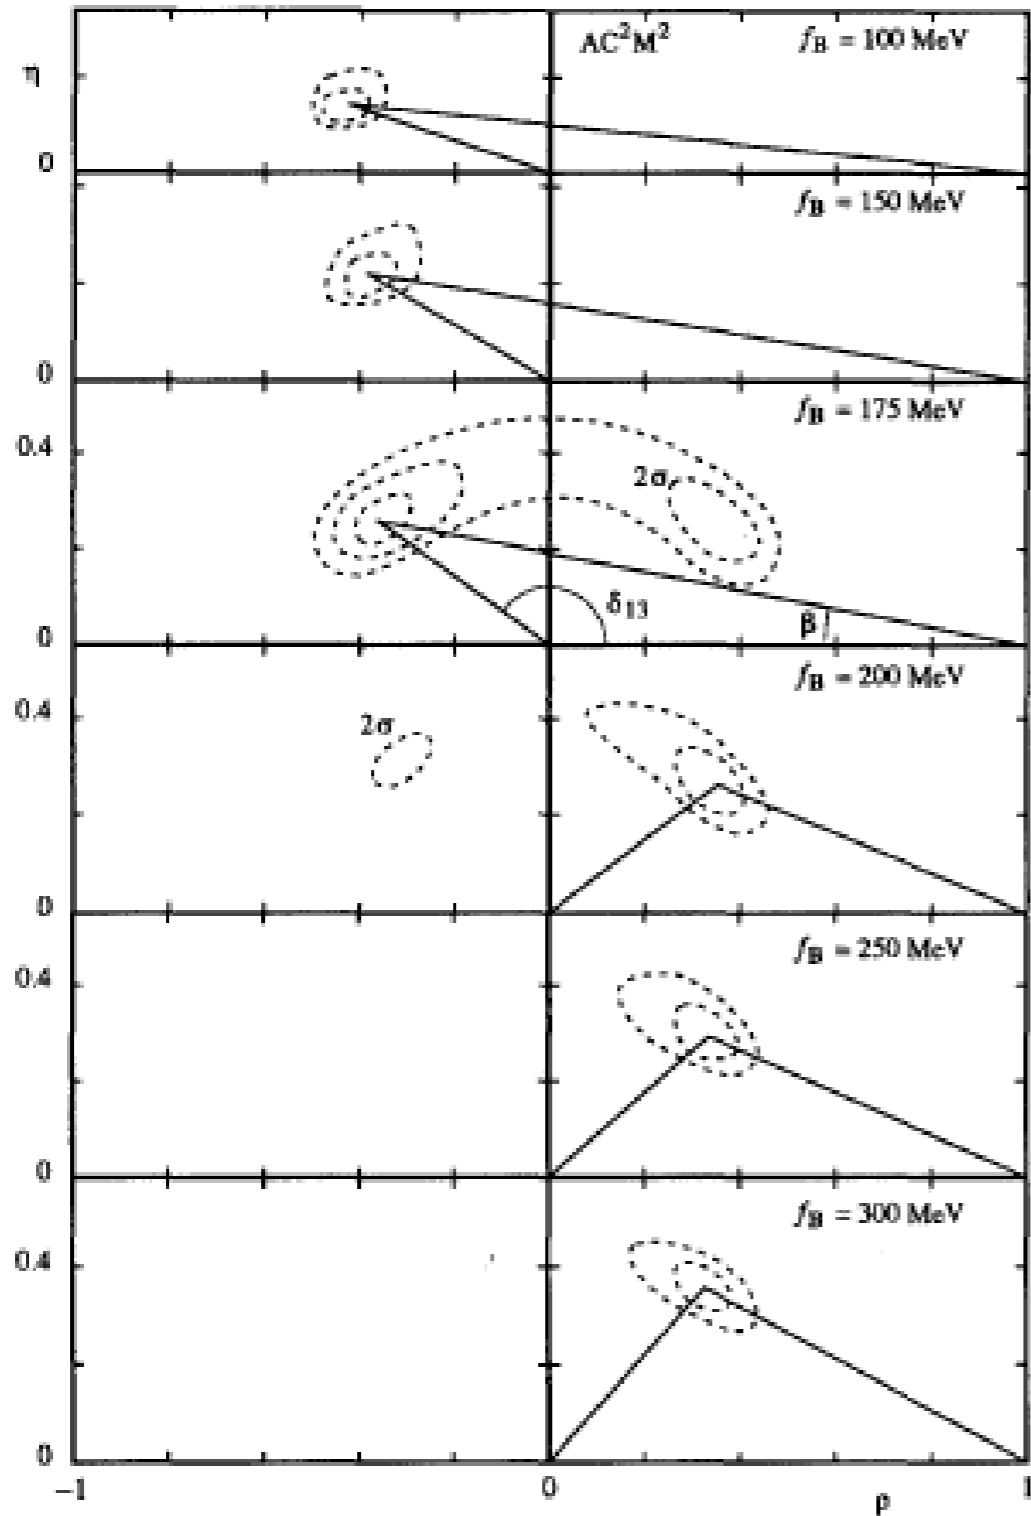 AC²M² f_B = 100 MeV
η
0
f_B = 150 MeV
0
f_B = 175 MeV
0.4
2σ
δ₁₃
β
0
f_B = 200 MeV
0.4
2σ
0
f_B = 250 MeV
0.4
0
f_B = 300 MeV
0.4
0
-1 0 ρ 1